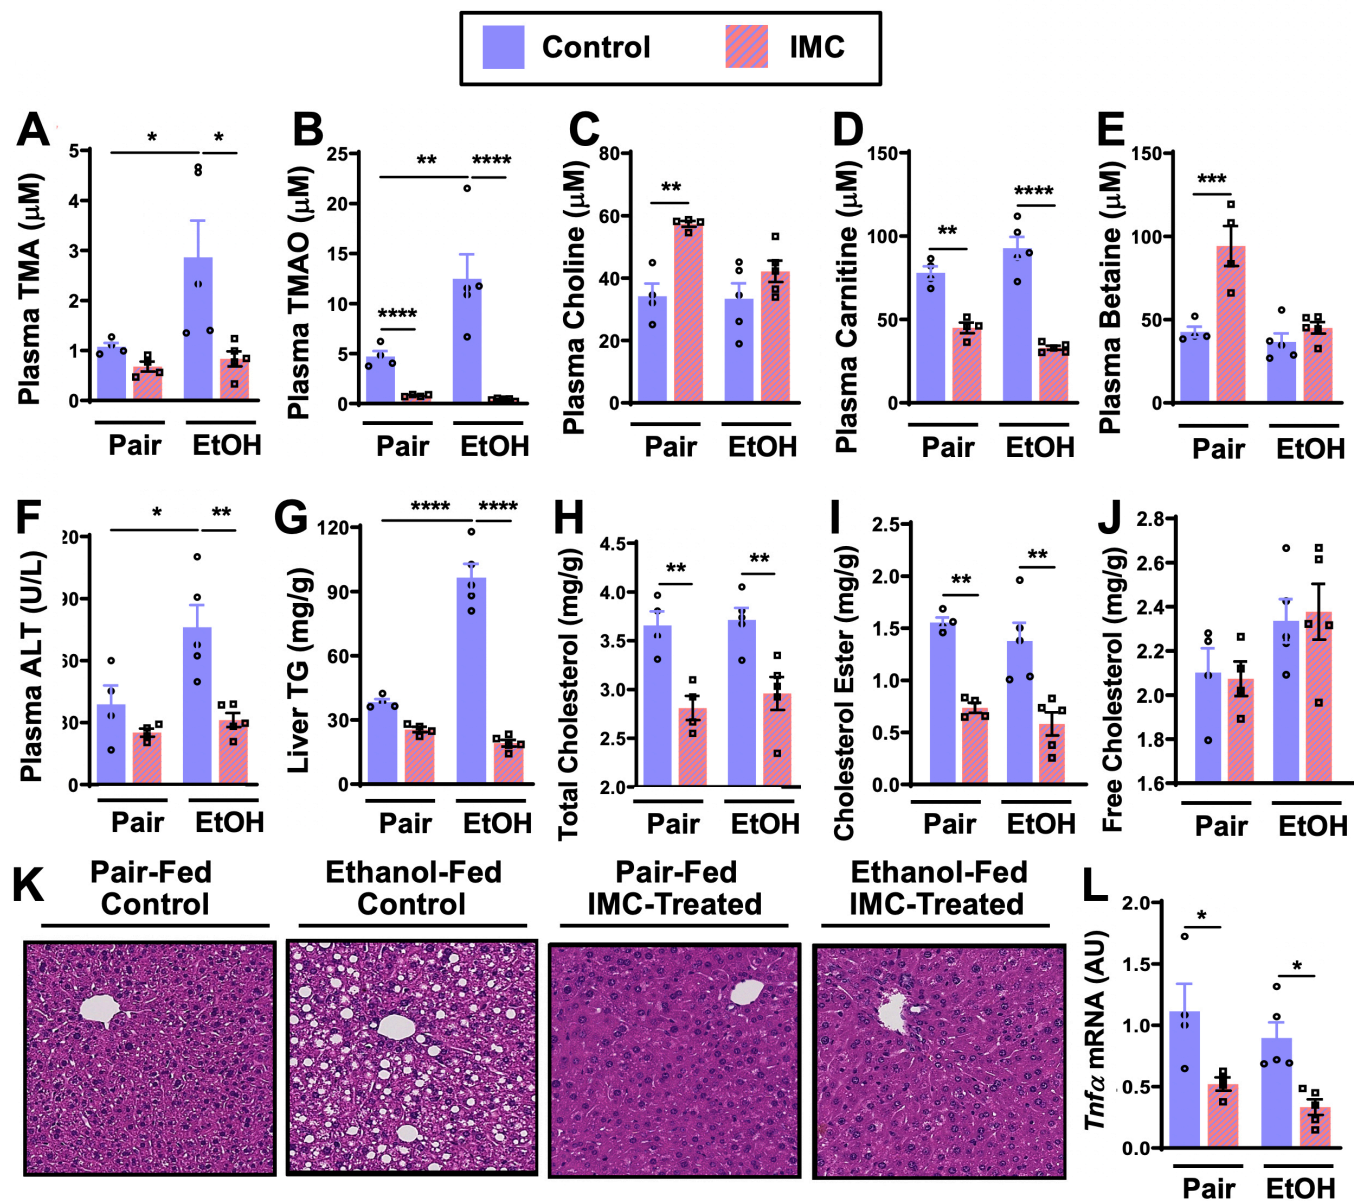 Control IMC
A B C D E
* * ** **** ** *** **** ***
Plasma TMA (μM)
5
4
3
2
1
0
Pair EtOH
Plasma TMAO (μM)
25
20
15
10
5
0
****
Pair EtOH
Plasma Choline (μM)
80
60
40
20
0
Pair EtOH
Plasma Carnitine (μM)
150
100
50
0
**
Pair EtOH
Plasma Betaine (μM)
150
100
50
0
Pair EtOH
F G H I J
Plasma ALT (U/L)
* **
20
90
60
30
0
Pair EtOH
Liver TG (mg/g)
**** ****
120
90
60
30
0
Pair EtOH
Total Cholesterol (mg/g)
** **
4.5
4.0
3.5
3.0
2.5
2.0
Pair EtOH
Cholesterol Ester (mg/g)
** **
2.5
2.0
1.5
1.0
0.5
0.0
Pair EtOH
Free Cholesterol (mg/g)
2.8
2.6
2.4
2.2
2.0
1.8
1.6
Pair EtOH
K
Pair-Fed
Control
Ethanol-Fed
Control
Pair-Fed
IMC-Treated
Ethanol-Fed
IMC-Treated
L
Tnfα mRNA (AU)
* *
2.0
1.5
1.0
0.5
0.0
Pair EtOH